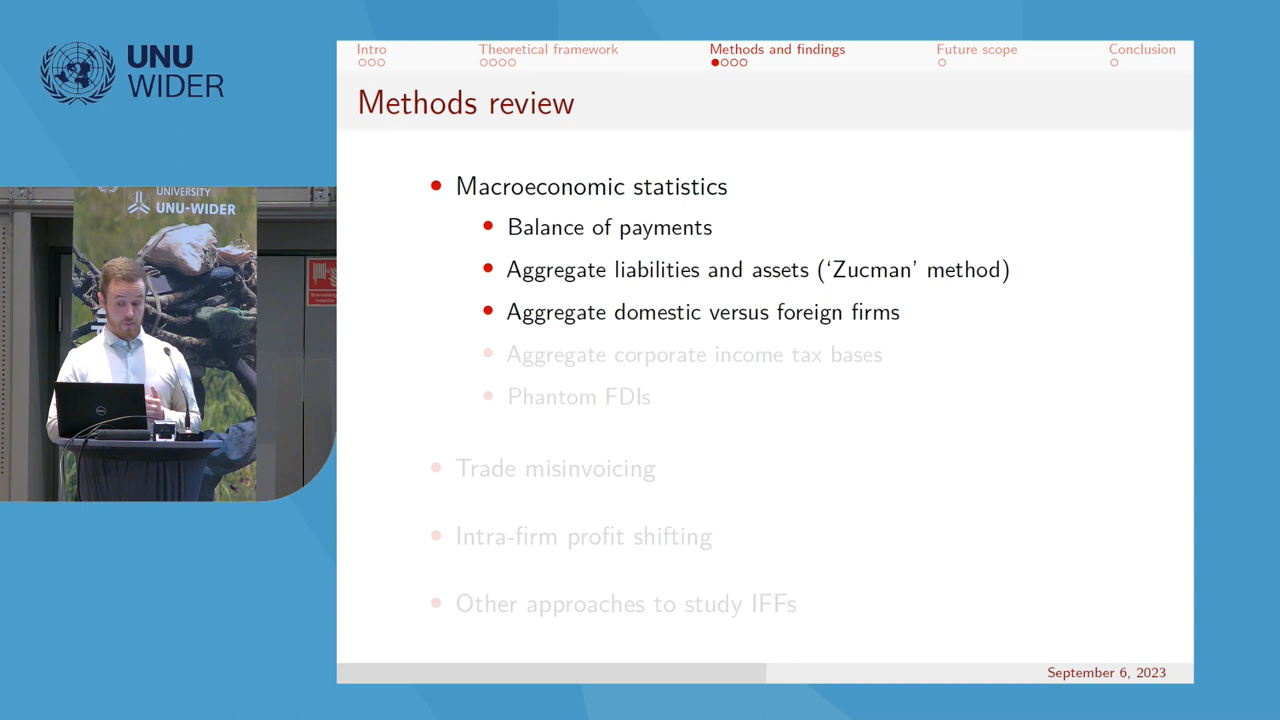 UNU
WIDER
UNIVERSITY
UNU-WIDER
Intro
Theoretical framework
Methods and findings
Future scope
Conclusion
Methods review
Macroeconomic statistics
Balance of payments
Aggregate liabilities and assets (‘Zucman’ method)
Aggregate domestic versus foreign firms
Aggregate corporate income tax bases
Phantom FDIs
Trade misinvoicing
Intra-firm profit shifting
Other approaches to study IFFs
September 6, 2023